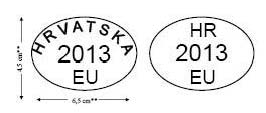 HRVATSKA
2013
EU
4,5 cm**
6,5 cm**
HR
2013
EU